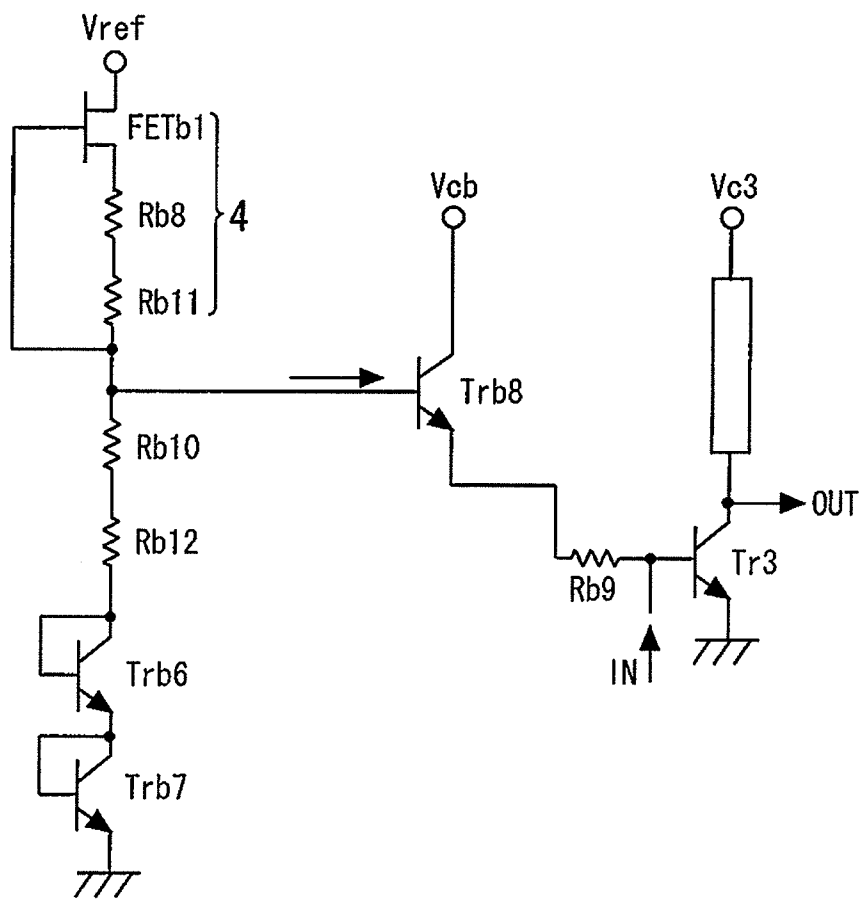 Vref
FETb1
Rb8
4
Rb11
Vcb
Vc3
Trb8
Rb10
Rb12
OUT
Rb9
Tr3
IN
Trb6
Trb7